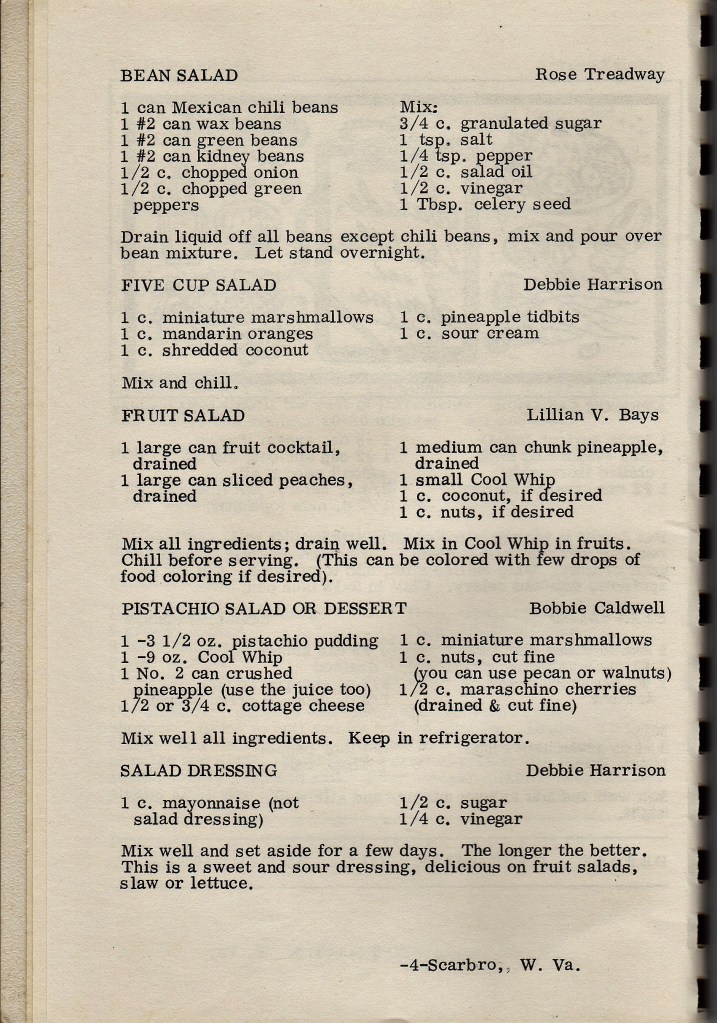 BEAN SALAD Rose Treadway
1 can Mexican chili beans
1 #2 can wax beans
1 #2 can green beans
1 #2 can kidney beans
1/2 c. chopped onion
1/2 c. chopped green
peppers
Mix:
3/4 c. granulated sugar
1 tsp. salt
1/4 tsp. pepper
1/2 c. salad oil
1/2 c. vinegar
1 Tbsp. celery seed
Drain liquid off all beans except chili beans, mix and pour over
bean mixture. Let stand overnight.
FIVE CUP SALAD Debbie Harrison
1 c. miniature marshmallows
1 c. mandarin oranges
1 c. shredded coconut
1 c. pineapple tidbits
1 c. sour cream
Mix and chill.
FRUIT SALAD Lillian V. Bays
1 large can fruit cocktail,
drained
1 large can sliced peaches,
drained
1 medium can chunk pineapple,
drained
1 small Cool Whip
1 c. coconut, if desired
1 c. nuts, if desired
Mix all ingredients; drain well. Mix in Cool Whip in fruits.
Chill before serving. (This can be colored with few drops of
food coloring if desired).
PISTACHIO SALAD OR DESSERT Bobbie Caldwell
1 -3 1/2 oz. pistachio pudding
1 -9 oz. Cool Whip
1 No. 2 can crushed
pineapple (use the juice too)
1/2 or 3/4 c. cottage cheese
1 c. miniature marshmallows
1 c. nuts, cut fine
(you can use pecan or walnuts)
1/2 c. maraschino cherries
(drained & cut fine)
Mix well all ingredients. Keep in refrigerator.
SALAD DRESSING Debbie Harrison
1 c. mayonnaise (not
salad dressing)
1/2 c. sugar
1/4 c. vinegar
Mix well and set aside for a few days. The longer the better.
This is a sweet and sour dressing, delicious on fruit salads,
slaw or lettuce.
-4-Scarbro,, W. Va.